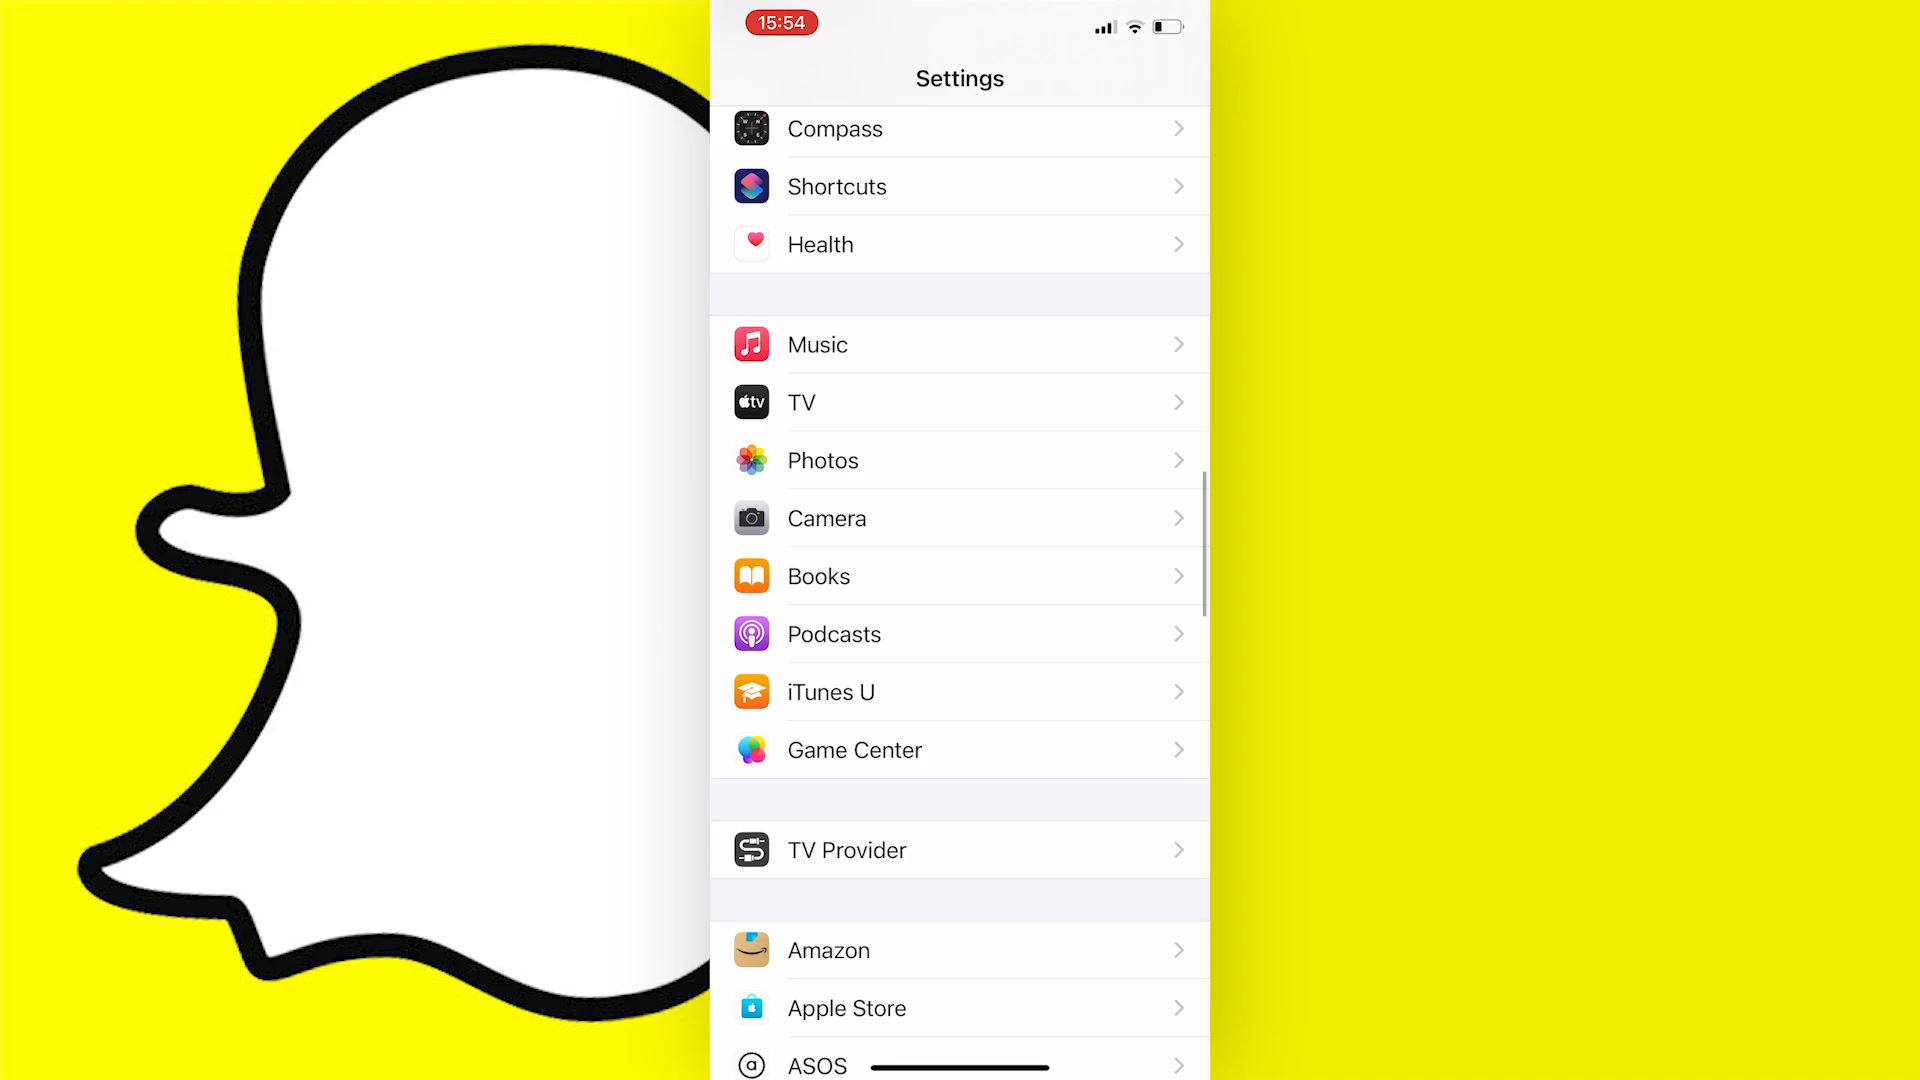 15:54
Settings
Compass
Shortcuts
Health
Music
tv TV
Photos
Camera
Books
Podcasts
iTunes U
Game Center
TV Provider
Amazon
Apple Store
a ASOS